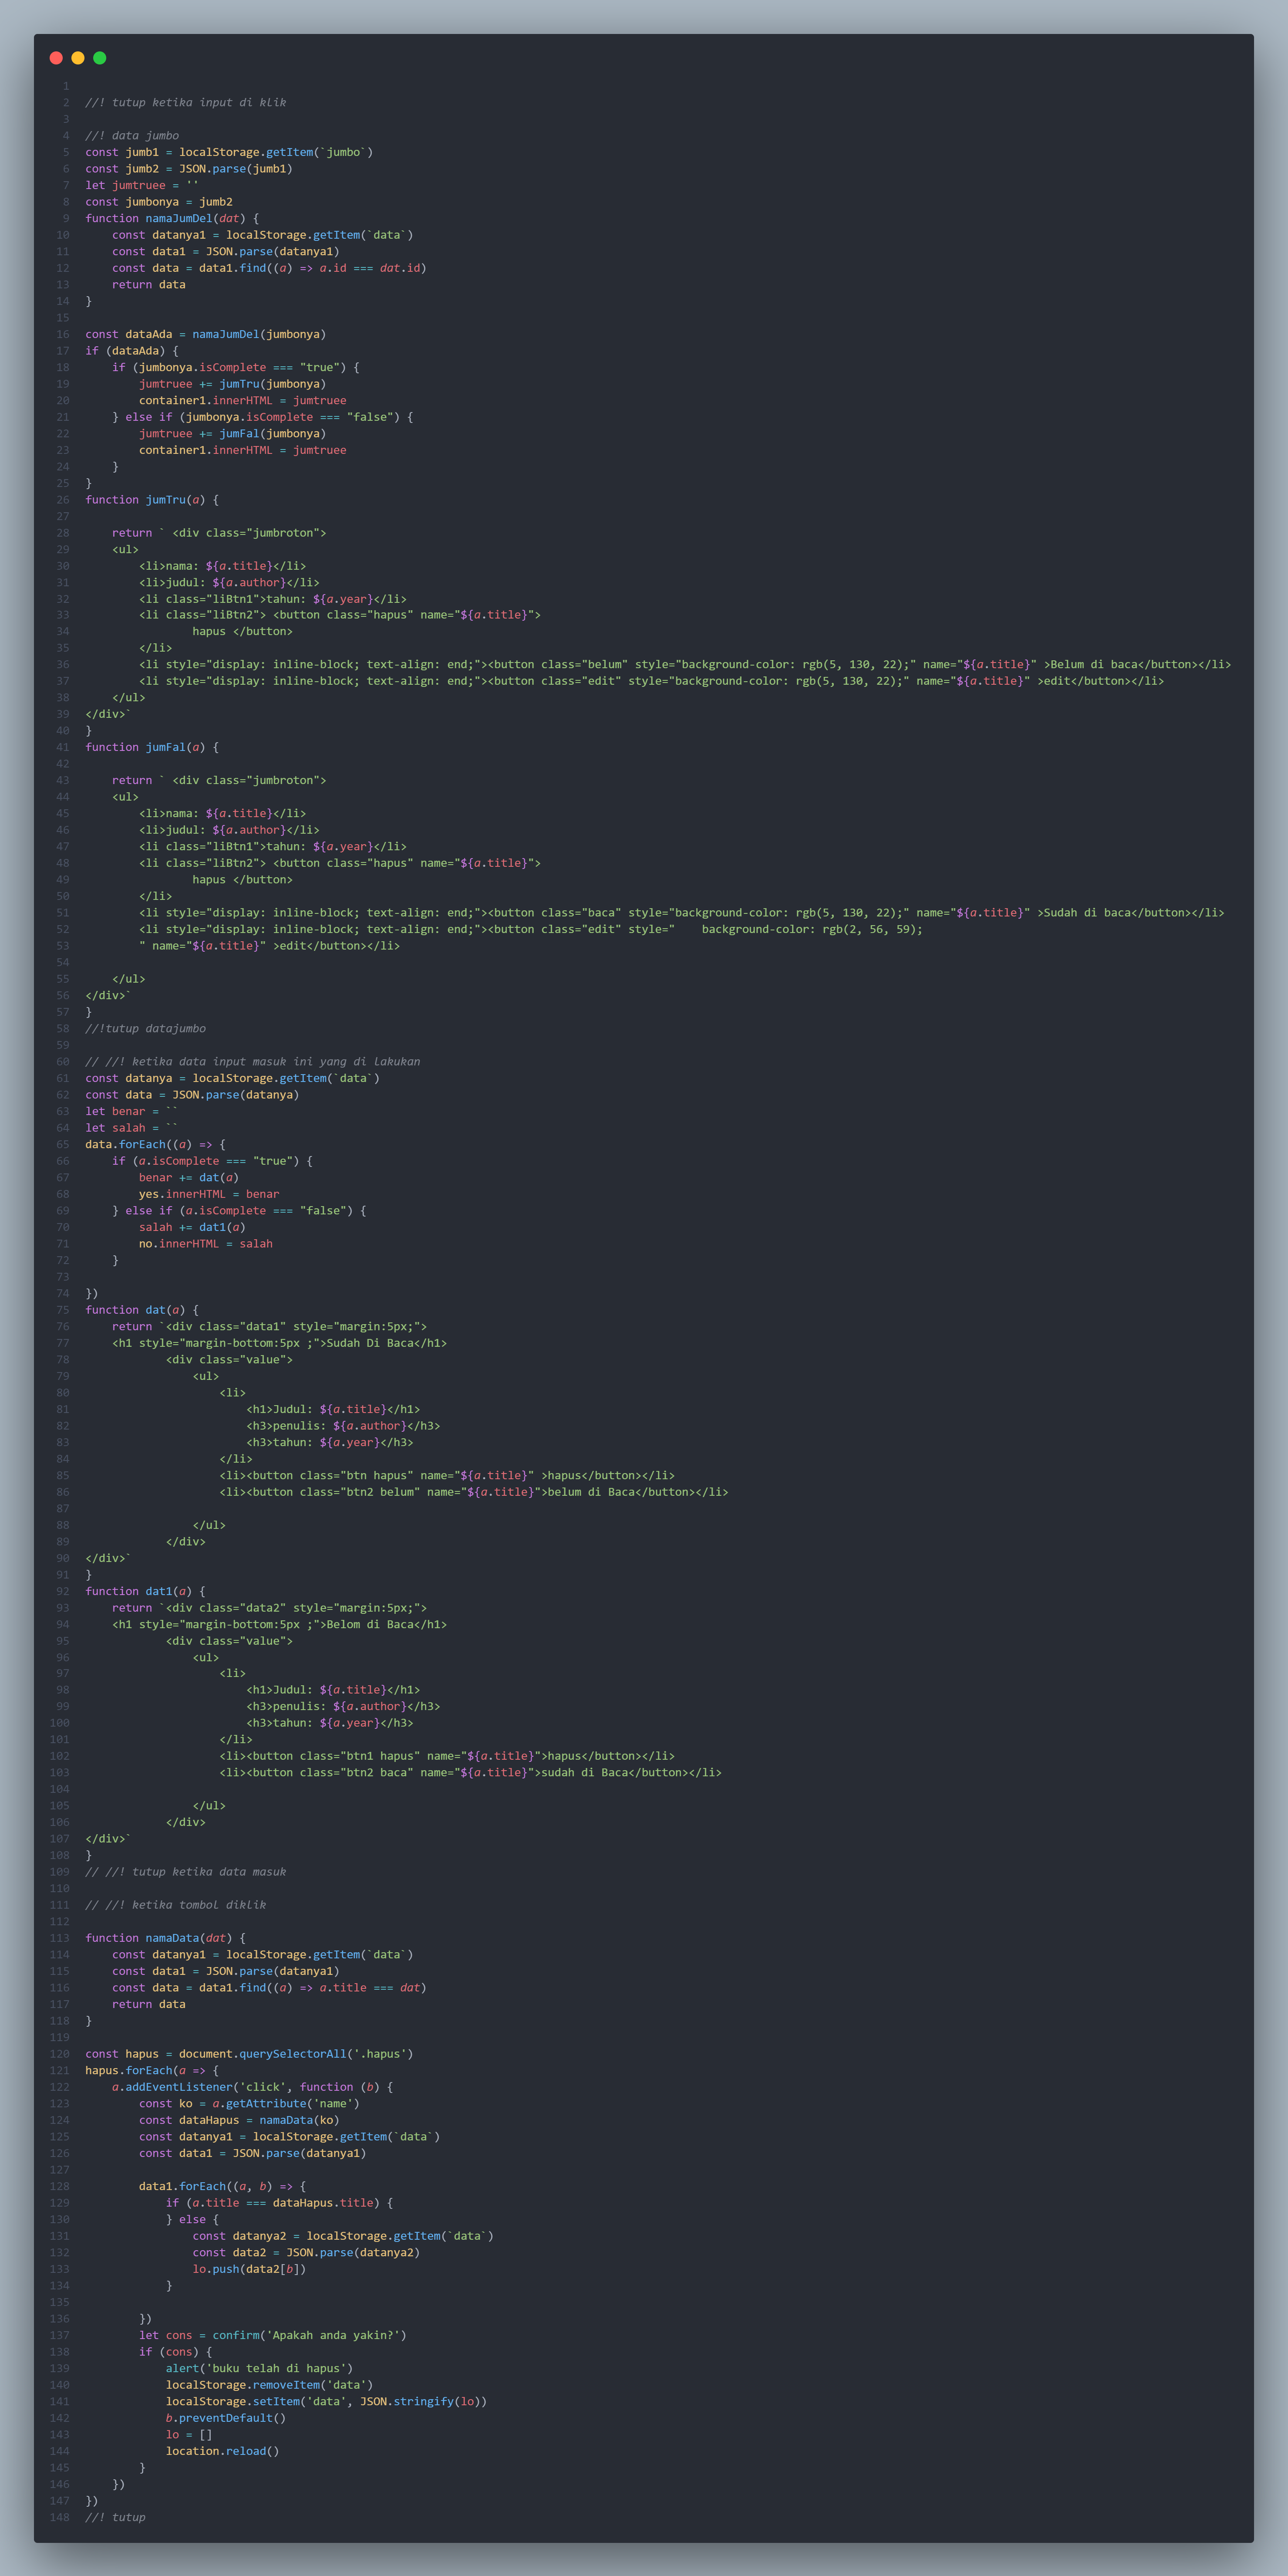 1
2 //! tutup ketika input di klik
3
4 //! data jumbo
5 const jumb1 = localStorage.getItem(`jumbo`)
6 const jumb2 = JSON.parse(jumb1)
7 let jumtruee = ''
8 const jumbonya = jumb2
9 function namaJumDel(dat) {
10     const datanya1 = localStorage.getItem(`data`)
11     const data1 = JSON.parse(datanya1)
12     const data = data1.find((a) => a.id === dat.id)
13     return data
14 }
15
16 const dataAda = namaJumDel(jumbonya)
17 if (dataAda) {
18     if (jumbonya.isComplete === "true") {
19         jumtruee += jumTru(jumbonya)
20         container1.innerHTML = jumtruee
21     } else if (jumbonya.isComplete === "false") {
22         jumtruee += jumFal(jumbonya)
23         container1.innerHTML = jumtruee
24     }
25 }
26 function jumTru(a) {
27
28     return ` <div class="jumbroton">
29     <ul>
30         <li>nama: ${a.title}</li>
31         <li>judul: ${a.author}</li>
32         <li class="liBtn1">tahun: ${a.year}</li>
33         <li class="liBtn2"> <button class="hapus" name="${a.title}">
34                 hapus </button>
35         </li>
36         <li style="display: inline-block; text-align: end;"><button class="belum" style="background-color: rgb(5, 130, 22);" name="${a.title}" >Belum di baca</button></li>
37         <li style="display: inline-block; text-align: end;"><button class="edit" style="background-color: rgb(5, 130, 22);" name="${a.title}" >edit</button></li>
38     </ul>
39 </div>`
40 }
41 function jumFal(a) {
42
43     return ` <div class="jumbroton">
44     <ul>
45         <li>nama: ${a.title}</li>
46         <li>judul: ${a.author}</li>
47         <li class="liBtn1">tahun: ${a.year}</li>
48         <li class="liBtn2"> <button class="hapus" name="${a.title}">
49                 hapus </button>
50         </li>
51         <li style="display: inline-block; text-align: end;"><button class="baca" style="background-color: rgb(5, 130, 22);" name="${a.title}" >Sudah di baca</button></li>
52         <li style="display: inline-block; text-align: end;"><button class="edit" style="    background-color: rgb(2, 56, 59);
53         " name="${a.title}" >edit</button></li>
54
55     </ul>
56 </div>`
57 }
58 //!tutup datajumbo
59
60 // //! ketika data input masuk ini yang di lakukan
61 const datanya = localStorage.getItem(`data`)
62 const data = JSON.parse(datanya)
63 let benar = ``
64 let salah = ``
65 data.forEach((a) => {
66     if (a.isComplete === "true") {
67         benar += dat(a)
68         yes.innerHTML = benar
69     } else if (a.isComplete === "false") {
70         salah += dat1(a)
71         no.innerHTML = salah
72     }
73
74 })
75 function dat(a) {
76     return `<div class="data1" style="margin:5px;">
77     <h1 style="margin-bottom:5px ;">Sudah Di Baca</h1>
78             <div class="value">
79                 <ul>
80                     <li>
81                         <h1>Judul: ${a.title}</h1>
82                         <h3>penulis: ${a.author}</h3>
83                         <h3>tahun: ${a.year}</h3>
84                     </li>
85                     <li><button class="btn hapus" name="${a.title}" >hapus</button></li>
86                     <li><button class="btn2 belum" name="${a.title}">belum di Baca</button></li>
87
88                 </ul>
89             </div>
90 </div>`
91 }
92 function dat1(a) {
93     return `<div class="data2" style="margin:5px;">
94     <h1 style="margin-bottom:5px ;">Belom di Baca</h1>
95             <div class="value">
96                 <ul>
97                     <li>
98                         <h1>Judul: ${a.title}</h1>
99                         <h3>penulis: ${a.author}</h3>
100                         <h3>tahun: ${a.year}</h3>
101                     </li>
102                     <li><button class="btn1 hapus" name="${a.title}">hapus</button></li>
103                     <li><button class="btn2 baca" name="${a.title}">sudah di Baca</button></li>
104
105                 </ul>
106             </div>
107 </div>`
108 }
109 // //! tutup ketika data masuk
110
111 // //! ketika tombol diklik
112
113 function namaData(dat) {
114     const datanya1 = localStorage.getItem(`data`)
115     const data1 = JSON.parse(datanya1)
116     const data = data1.find((a) => a.title === dat)
117     return data
118 }
119
120 const hapus = document.querySelectorAll('.hapus')
121 hapus.forEach(a => {
122     a.addEventListener('click', function (b) {
123         const ko = a.getAttribute('name')
124         const dataHapus = namaData(ko)
125         const datanya1 = localStorage.getItem(`data`)
126         const data1 = JSON.parse(datanya1)
127
128         data1.forEach((a, b) => {
129             if (a.title === dataHapus.title) {
130             } else {
131                 const datanya2 = localStorage.getItem(`data`)
132                 const data2 = JSON.parse(datanya2)
133                 lo.push(data2[b])
134             }
135
136         })
137         let cons = confirm('Apakah anda yakin?')
138         if (cons) {
139             alert('buku telah di hapus')
140             localStorage.removeItem('data')
141             localStorage.setItem('data', JSON.stringify(lo))
142             b.preventDefault()
143             lo = []
144             location.reload()
145         }
146     })
147 })
148 //! tutup